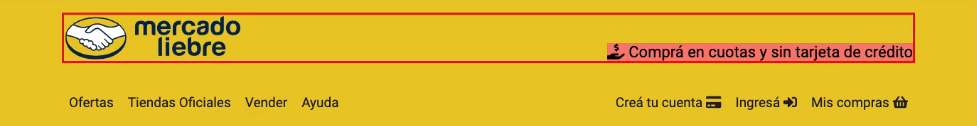 mercado
liebre
Comprá en cuotas y sin tarjeta de crédito
Ofertas Tiendas Oficiales Vender Ayuda Creá tu cuenta Ingresá Mis compras